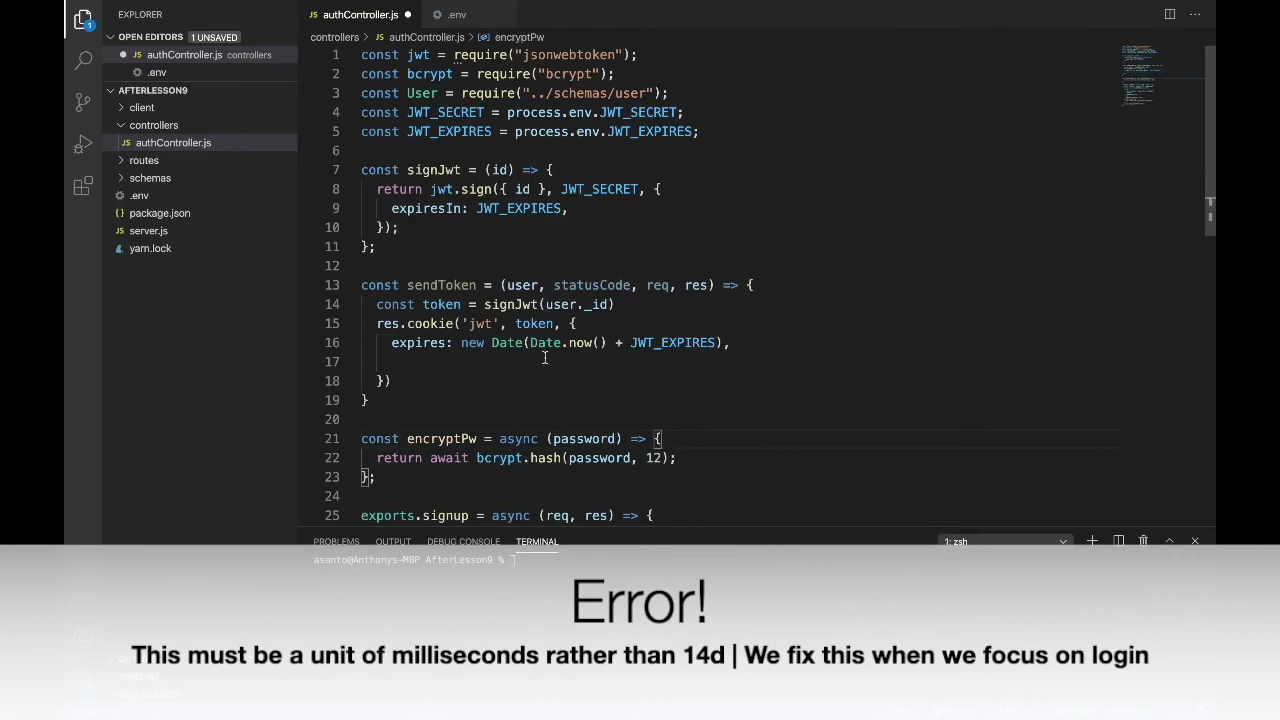 EXPLORER
OPEN EDITORS 1 UNSAVED
authController.js controllers
.env
AFTERLESSON9
client
controllers
authController.js
routes
schemas
.env
package.json
server.js
yarn.lock
1
JS authController.js
.env
controllers > JS authController.js > encryptPw
1 const jwt = require("jsonwebtoken");
2 const bcrypt = require("bcrypt");
3 const User = require("../schemas/user");
4 const JWT_SECRET = process.env.JWT_SECRET;
5 const JWT_EXPIRES = process.env.JWT_EXPIRES;
6
7 const signJwt = (id) => {
8 return jwt.sign({ id }, JWT_SECRET, {
9 expiresIn: JWT_EXPIRES,
10 });
11 };
12
13 const sendToken = (user, statusCode, req, res) => {
14 const token = signJwt(user._id)
15 res.cookie('jwt', token, {
16 expires: new Date(Date.now() + JWT_EXPIRES),
17
18 })
19 }
20
21 const encryptPw = async (password) => {
22 return await bcrypt.hash(password, 12);
23 };
24
25 exports.signup = async (req, res) => {
PROBLEMS OUTPUT DEBUG CONSOLE TERMINAL 1: zsh
asanto@Anthonys-MBP AfterLesson9 %
Error!
This must be a unit of milliseconds rather than 14d | We fix this when we focus on login